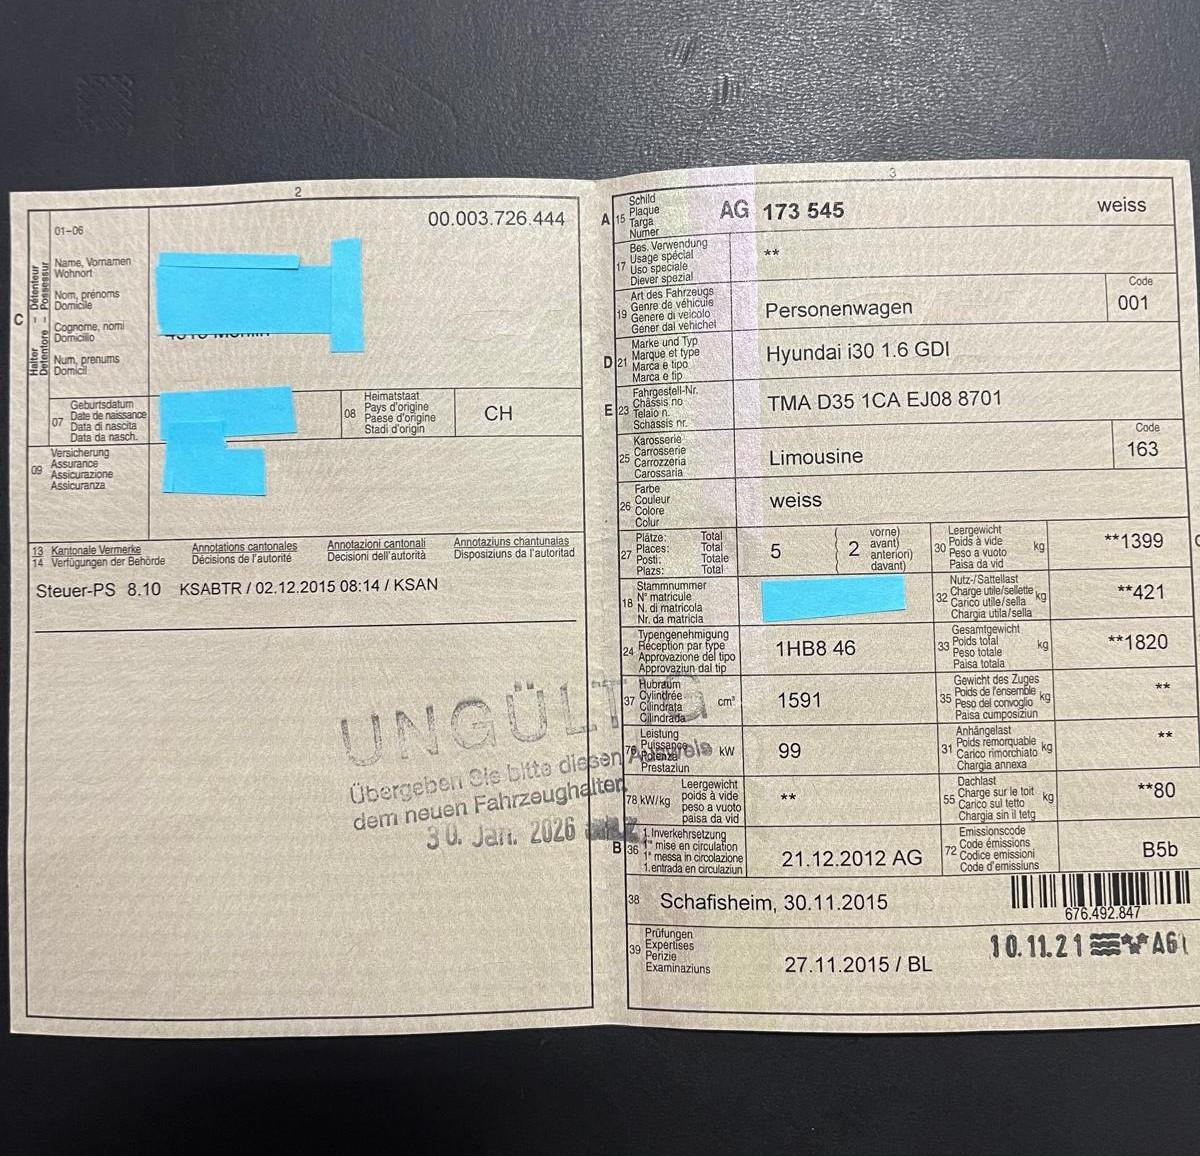 2
01-06
00.003.726.444
C
Halter Détenteur
Detentore Possessur
Name, Vornamen
Wohnort
Nom, prénoms
Domicile
Cognome, nomi
Domicilio
Num, prenums
Domicil
07
Geburtsdatum
Date de naissance
Data di nascita
Data da nasch.
08
Heimatstaat
Pays d'origine
Paese d'origine
Stadi d'origin
CH
09
Versicherung
Assurance
Assicurazione
Assicuranza
13 Kantonale Vermerke Annotations cantonales Annotazioni cantonali Annotaziuns chantunalas
14 Verfügungen der Behörde Décisions de l'autorité Decisioni dell'autorità Disposiziuns da l'autoritad
Steuer-PS 8.10 KSABTR / 02.12.2015 08:14 / KSAN
UNGÜLTIG
Übergeben Sie bitte diesen Ausweis
dem neuen Fahrzeughalter
30. Jan. 2026
3
A 15
Schild
Plaque
Targa
Numer
AG 173 545
weiss
17
Bes. Verwendung
Usage spécial
Uso speciale
Diever spezial
**
19
Art des Fahrzeugs
Genre de véhicule
Genere di veicolo
Gener dal vehichel
Personenwagen
Code
001
D 21
Marke und Typ
Marque et type
Marca e tipo
Marca e tip
Hyundai i30 1.6 GDI
E 23
Fahrgestell-Nr.
Châssis no
Telaio n.
Schassis nr.
TMA D35 1CA EJ08 8701
25
Karosserie
Carrosserie
Carrozzeria
Carossaria
Limousine
Code
163
26
Farbe
Couleur
Colore
Colur
weiss
27
Plätze: Total
Places: Total
Posti: Totale
Plazs: Total
5
2
vorne)
avant)
anteriori)
davant)
30
Leergewicht
Poids à vide
Peso a vuoto
Paisa da vid
kg
**1399
18
Stammnummer
N° matricule
N. di matricola
Nr. da matricla
32
Nutz-/Sattellast
Charge utile/sellette
Carico utile/sella
Chargia utila/sella
kg
**421
24
Typengenehmigung
Réception par type
Approvazione del tipo
Approvaziun dal tip
1HB8 46
33
Gesamtgewicht
Poids total
Peso totale
Paisa totala
kg
**1820
37
Hubraum
Cylindrée
Cilindrata
Cilindrada
cm³
1591
35
Gewicht des Zuges
Poids de l'ensemble
Peso del convoglio
Paisa cumposiziun
kg
**
76
Leistung
Puissance
Potenza
Prestaziun
kW
99
31
Anhängelast
Poids remorquable
Carico rimorchiato
Chargia annexa
kg
**
78 kW/kg
Leergewicht
poids à vide
peso a vuoto
paisa da vid
**
55
Dachlast
Charge sur le toit
Carico sul tetto
Chargia sin il tetg
kg
**80
B 36
1. Inverkehrsetzung
1re mise en circulation
1a messa in circolazione
1. entrada en circulaziun
21.12.2012 AG
72
Emissionscode
Code émissions
Codice emissioni
Code d'emissiuns
B5b
38
Schafisheim, 30.11.2015
676.492.847
39
Prüfungen
Expertises
Perizie
Examinaziuns
27.11.2015 / BL
10.11.21 AG